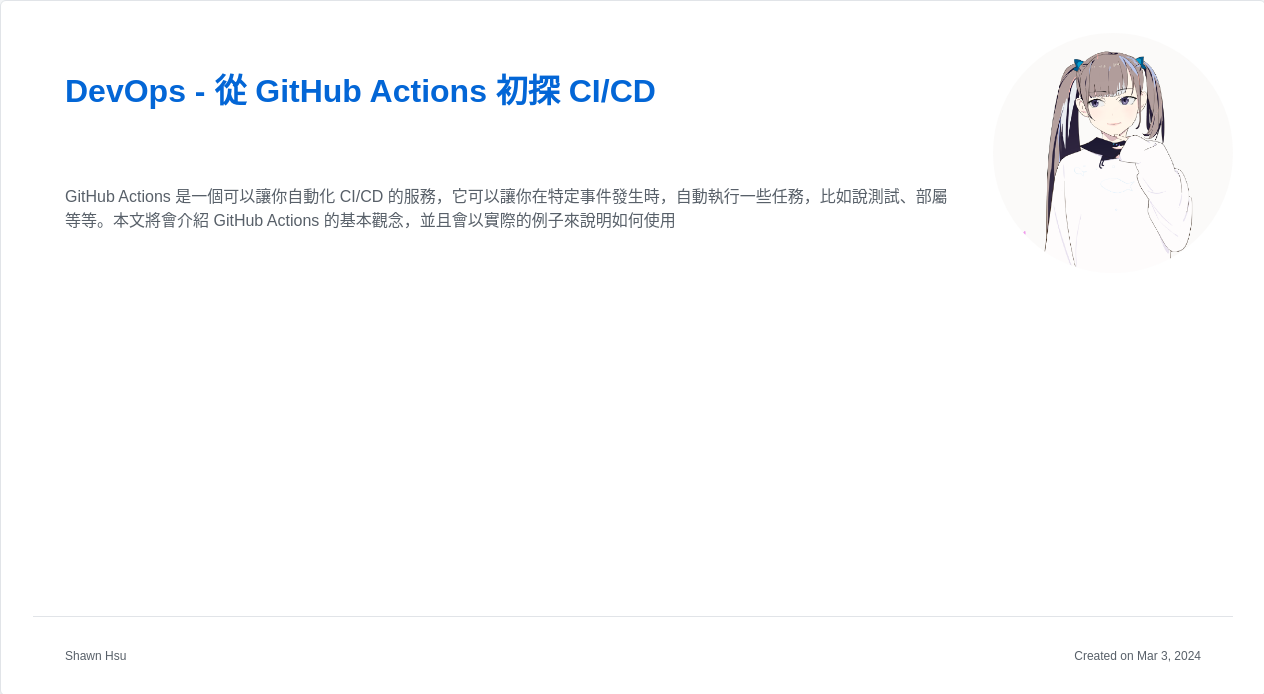 DevOps - 從 GitHub Actions 初探 CI/CD
GitHub Actions 是一個可以讓你自動化 CI/CD 的服務，它可以讓你在特定事件發生時，自動執行一些任務，比如說測試、部屬
等等。本文將會介紹 GitHub Actions 的基本觀念，並且會以實際的例子來說明如何使用
Shawn Hsu
Created on Mar 3, 2024